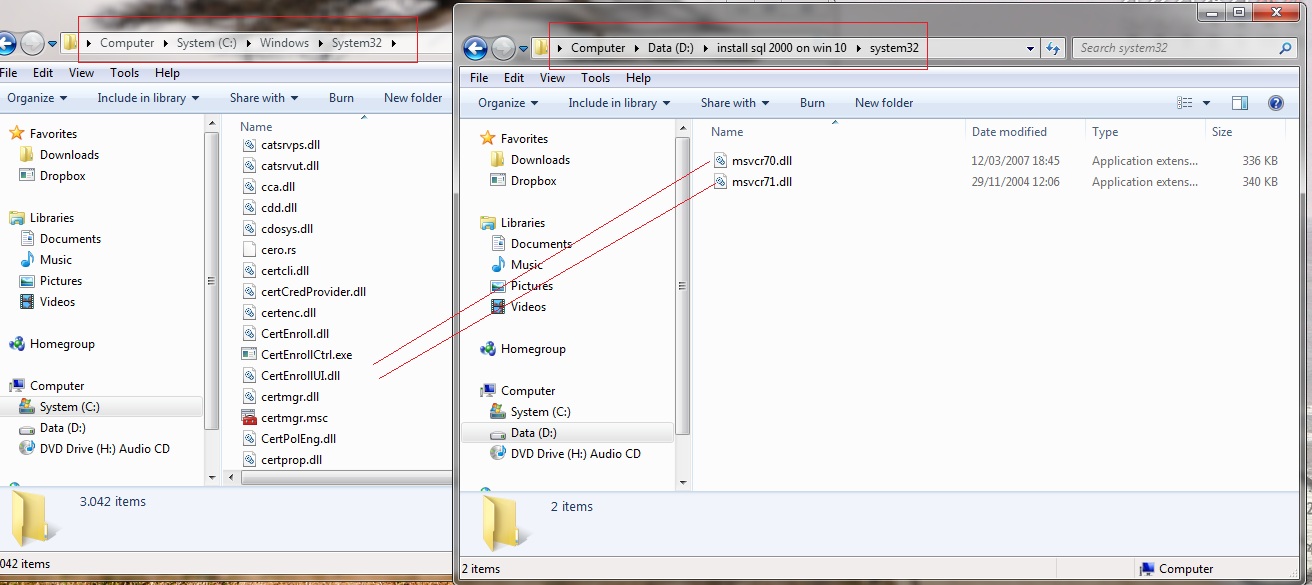 Computer System (C:) Windows System32
File Edit View Tools Help
Organize Include in library Share with Burn New folder
Favorites
Downloads
Dropbox
Libraries
Documents
Music
Pictures
Videos
Homegroup
Computer
System (C:)
Data (D:)
DVD Drive (H:) Audio CD
Name
catsrvps.dll
catsrvut.dll
cca.dll
cdd.dll
cdosys.dll
cero.rs
certcli.dll
certCredProvider.dll
certenc.dll
CertEnroll.dll
CertEnrollCtrl.exe
CertEnrollUI.dll
certmgr.dll
certmgr.msc
CertPolEng.dll
certprop.dll
3.042 items
042 items
Computer Data (D:) install sql 2000 on win 10 system32
Search system32
File Edit View Tools Help
Organize Include in library Share with Burn New folder
Favorites
Downloads
Dropbox
Libraries
Documents
Music
Pictures
Videos
Homegroup
Computer
System (C:)
Data (D:)
DVD Drive (H:) Audio CD
Name Date modified Type Size
msvcr70.dll 12/03/2007 18:45 Application extens... 336 KB
msvcr71.dll 29/11/2004 12:06 Application extens... 340 KB
2 items
2 items
Computer